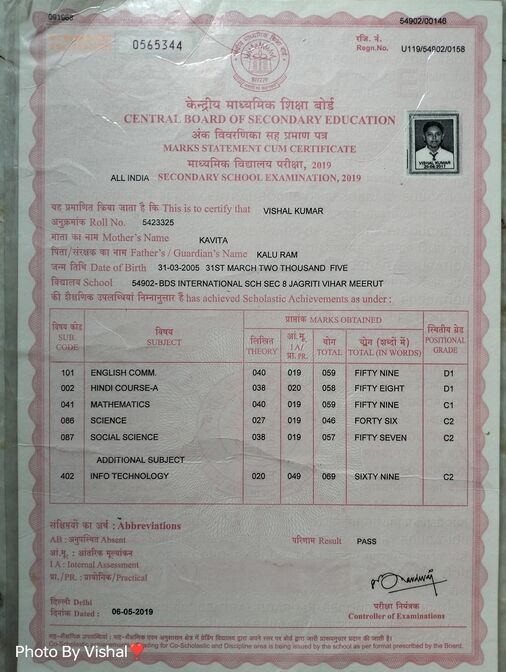 091068
54902/00146
0565344
रजि. नं.
Regn.No. U119/54902/0158
केन्द्रीय माध्यमिक शिक्षा बोर्ड
CENTRAL BOARD OF SECONDARY EDUCATION
अंक विवरणिका सह प्रमाण पत्र
MARKS STATEMENT CUM CERTIFICATE
माध्यमिक विद्यालय परीक्षा, 2019
ALL INDIA SECONDARY SCHOOL EXAMINATION, 2019
VISHAL KUMAR
यह प्रमाणित किया जाता है कि This is to certify that VISHAL KUMAR
अनुक्रमांक Roll No. 5423325
माता का नाम Mother's Name KAVITA
पिता/संरक्षक का नाम Father's / Guardian's Name KALU RAM
जन्म तिथि Date of Birth 31-03-2005 31ST MARCH TWO THOUSAND FIVE
विद्यालय School 54902- BDS INTERNATIONAL SCH SEC 8 JAGRITI VIHAR MEERUT
की शैक्षणिक उपलब्धियां निम्नानुसार है has achieved Scholastic Achievements as under :
विषय कोड SUB. CODE विषय SUBJECT प्राप्तांक MARKS OBTAINED स्थितीय ग्रेड POSITIONAL GRADE
लिखित THEORY आं.मू. I A/ प्रा. PR. योग TOTAL योग (शब्दों में) TOTAL (IN WORDS)
101 ENGLISH COMM. 040 019 059 FIFTY NINE D1
002 HINDI COURSE-A 038 020 058 FIFTY EIGHT D1
041 MATHEMATICS 040 019 059 FIFTY NINE C1
086 SCIENCE 027 019 046 FORTY SIX C2
087 SOCIAL SCIENCE 038 019 057 FIFTY SEVEN C2
ADDITIONAL SUBJECT
402 INFO TECHNOLOGY 020 049 069 SIXTY NINE C2
संक्षिप्तियों का अर्थ : Abbreviations
AB : अनुपस्थित Absent परिणाम Result PASS
आं.मू. : आंतरिक मूल्यांकन
I A : Internal Assessment
प्रा./PR. : प्रायोगिक/Practical
दिल्ली Delhi
दिनांक Dated : 06-05-2019
परीक्षा नियंत्रक
Controller of Examinations
Photo By Vishal❤️